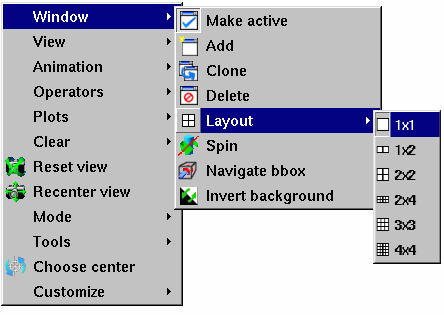 Window
View
Animation
Operators
Plots
Clear
Reset view
Recenter view
Mode
Tools
Choose center
Customize
Make active
Add
Clone
Delete
Layout
Spin
Navigate bbox
Invert background
1x1
1x2
2x2
2x4
3x3
4x4